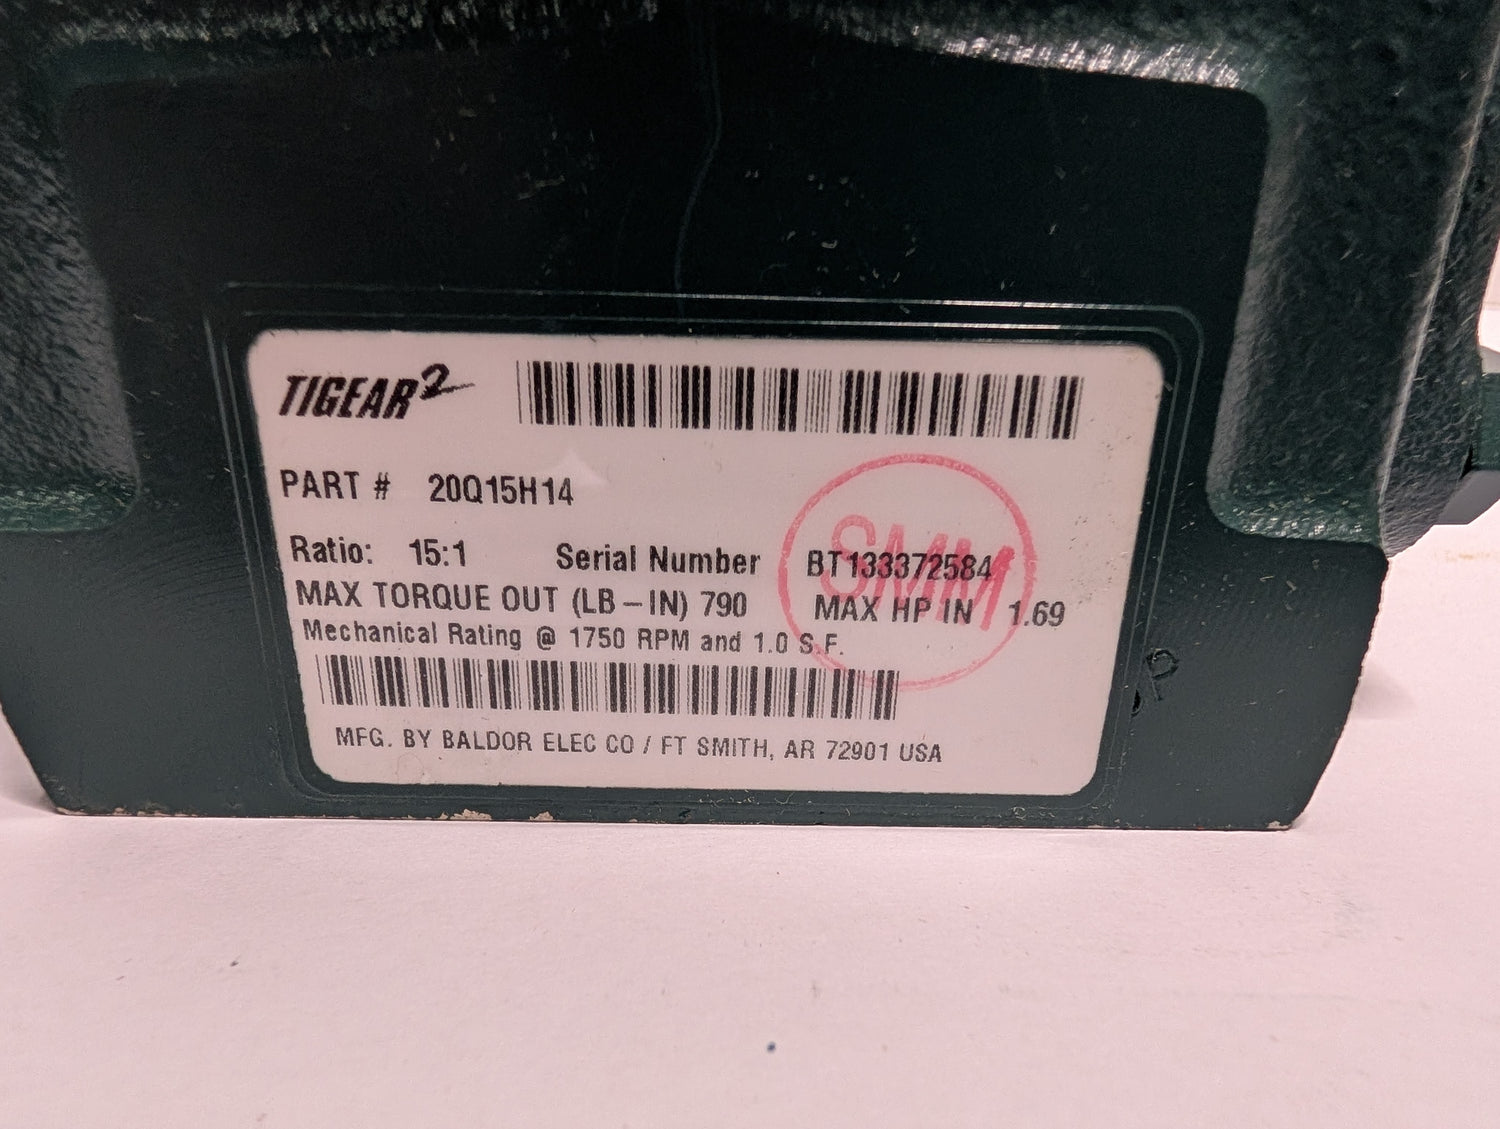 TIGEAR2
PART # 20Q15H14
Ratio: 15:1 Serial Number BT133372584
MAX TORQUE OUT (LB-IN) 790 MAX HP IN 1.69
Mechanical Rating @ 1750 RPM and 1.0 S.F.
MFG. BY BALDOR ELEC CO / FT SMITH, AR 72901 USA
SMM
P